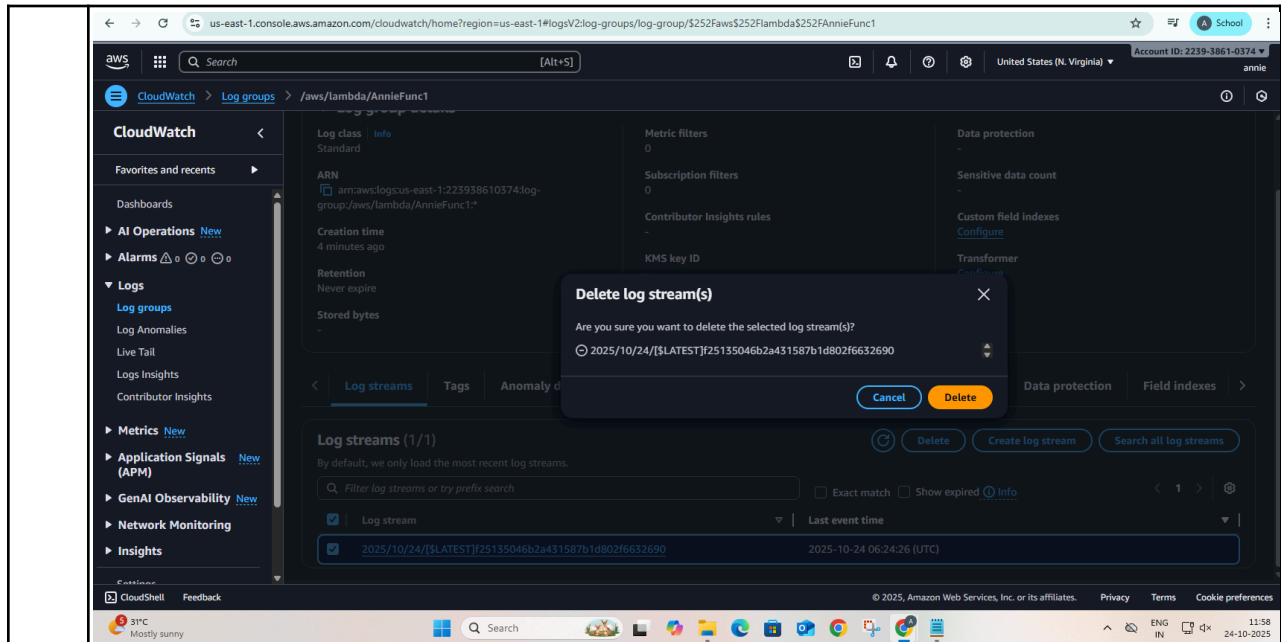 us-east-1.console.aws.amazon.com/cloudwatch/home?region=us-east-1#logsV2:log-groups/log-group/$252Faws$252Flambda$252FAnnieFunc1
A School
aws
Search [Alt+S]
United States (N. Virginia)
Account ID: 2239-3861-0374
annie
CloudWatch > Log groups > /aws/lambda/AnnieFunc1
CloudWatch
Favorites and recents
Dashboards
AI Operations New
Alarms 0 0 0
Logs
Log groups
Log Anomalies
Live Tail
Logs Insights
Contributor Insights
Metrics New
Application Signals New
(APM)
GenAI Observability New
Network Monitoring
Insights
Settings
Log group details
Log class Info
Standard
ARN
arn:aws:logs:us-east-1:223938610374:log-
group:/aws/lambda/AnnieFunc1:*
Creation time
4 minutes ago
Retention
Never expire
Stored bytes
-
Metric filters
0
Subscription filters
0
Contributor Insights rules
-
KMS key ID
Data protection
-
Sensitive data count
-
Custom field indexes
Configure
Transformer
Configure
Delete log stream(s)
Are you sure you want to delete the selected log stream(s)?
2025/10/24/[$LATEST]f25135046b2a431587b1d802f6632690
Cancel Delete
Log streams Tags Anomaly d Data protection Field indexes
Log streams (1/1)
Delete Create log stream Search all log streams
By default, we only load the most recent log streams.
Filter log streams or try prefix search
Exact match Show expired Info
1
Log stream Last event time
2025/10/24/[$LATEST]f25135046b2a431587b1d802f6632690 2025-10-24 06:24:26 (UTC)
CloudShell Feedback © 2025, Amazon Web Services, Inc. or its affiliates. Privacy Terms Cookie preferences
5
31°C
Mostly sunny
Search
ENG
IN
11:58
24-10-2025